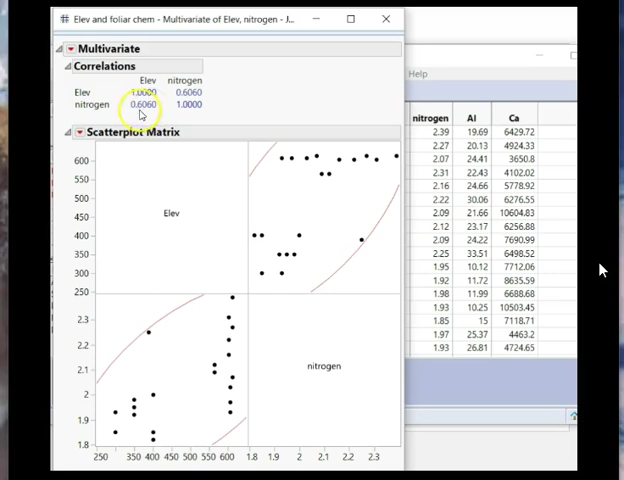 Elev and foliar chem - Multivariate of Elev, nitrogen - J...
Multivariate
Correlations
Elev nitrogen
Elev 1.0000 0.6060
nitrogen 0.6060 1.0000
Scatterplot Matrix
600
550
500
450
400
350
300
250
Elev
2.3
2.2
2.1
2
1.9
1.8
nitrogen
250 300 350 400 450 500 550 600 1.8 1.9 2 2.1 2.2 2.3
Help
nitrogen Al Ca
2.39 19.69 6429.72
2.27 20.13 4924.33
2.07 24.41 3650.8
2.31 22.43 4102.02
2.16 24.66 5778.92
2.22 30.06 6276.55
2.09 21.66 10604.83
2.12 23.17 6256.88
2.09 24.22 7690.99
2.25 33.51 6498.52
1.95 10.12 7712.06
1.92 11.72 8635.59
1.98 11.99 6688.68
1.93 10.25 10503.45
1.85 15 7118.71
1.97 25.37 4463.2
1.93 26.81 4724.65